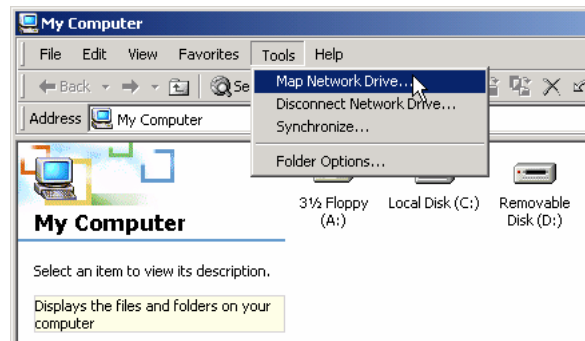 My Computer
File Edit View Favorites Tools Help
Back Se
Map Network Drive...
Disconnect Network Drive...
Synchronize...
Folder Options...
Address My Computer
3½ Floppy (A:)
Local Disk (C:)
Removable Disk (D:)
My Computer
Select an item to view its description.
Displays the files and folders on your
computer